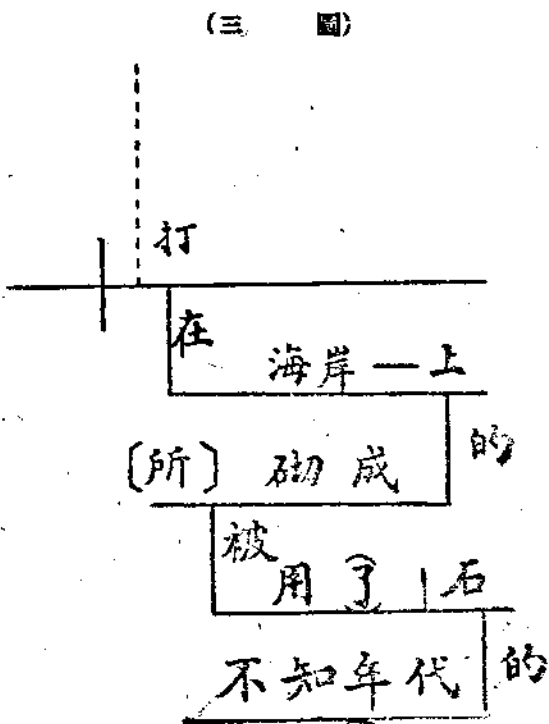 (三 圖)
打
在
海岸—上
〔所〕砌成 的
被
用(了)|石
不知年代 的